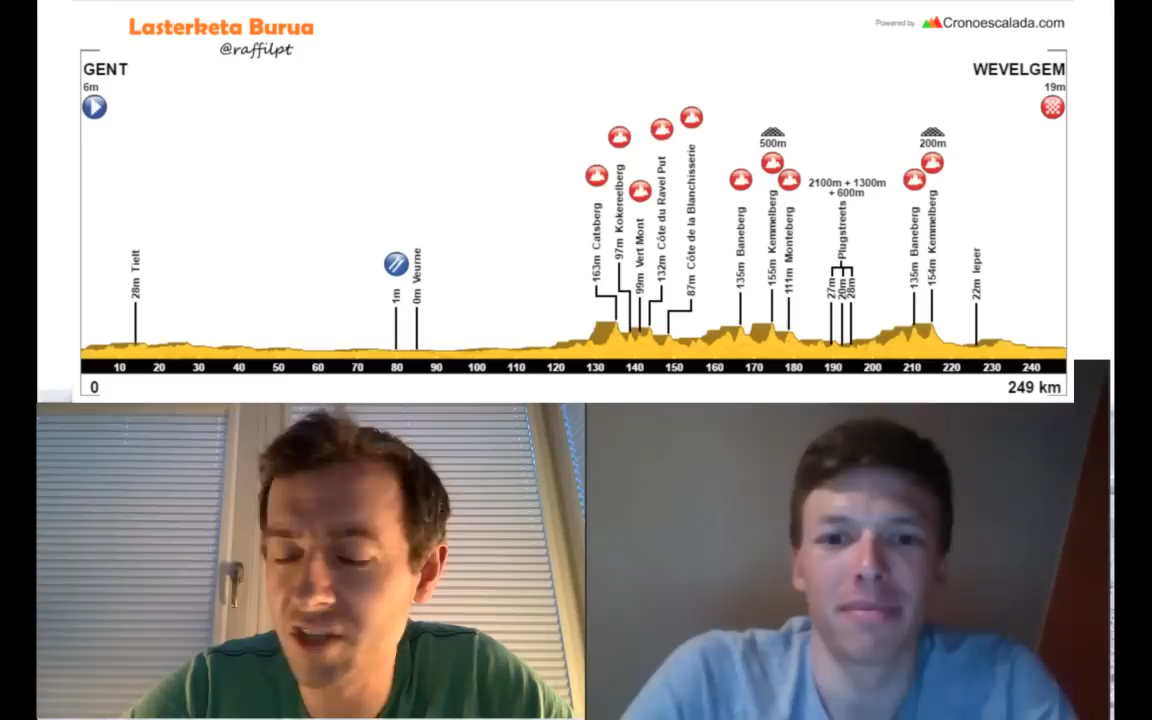 Lasterketa Burua
@raffilpt
Powered by Cronoescalada.com
GENT
6m
WEVELGEM
19m
28m Tielt
1m
0m Veurne
163m Catsberg
97m Kokereelberg
99m Vert Mont
132m Côte du Ravel Put
87m Côte de la Blanchisserie
135m Baneberg
500m
155m Kemmelberg
111m Monteberg
2100m + 1300m
+ 600m
Plugstreets
27m
20m
28m
135m Baneberg
200m
154m Kemmelberg
22m Ieper
10 20 30 40 50 60 70 80 90 100 110 120 130 140 150 160 170 180 190 200 210 220 230 240
0
249 km